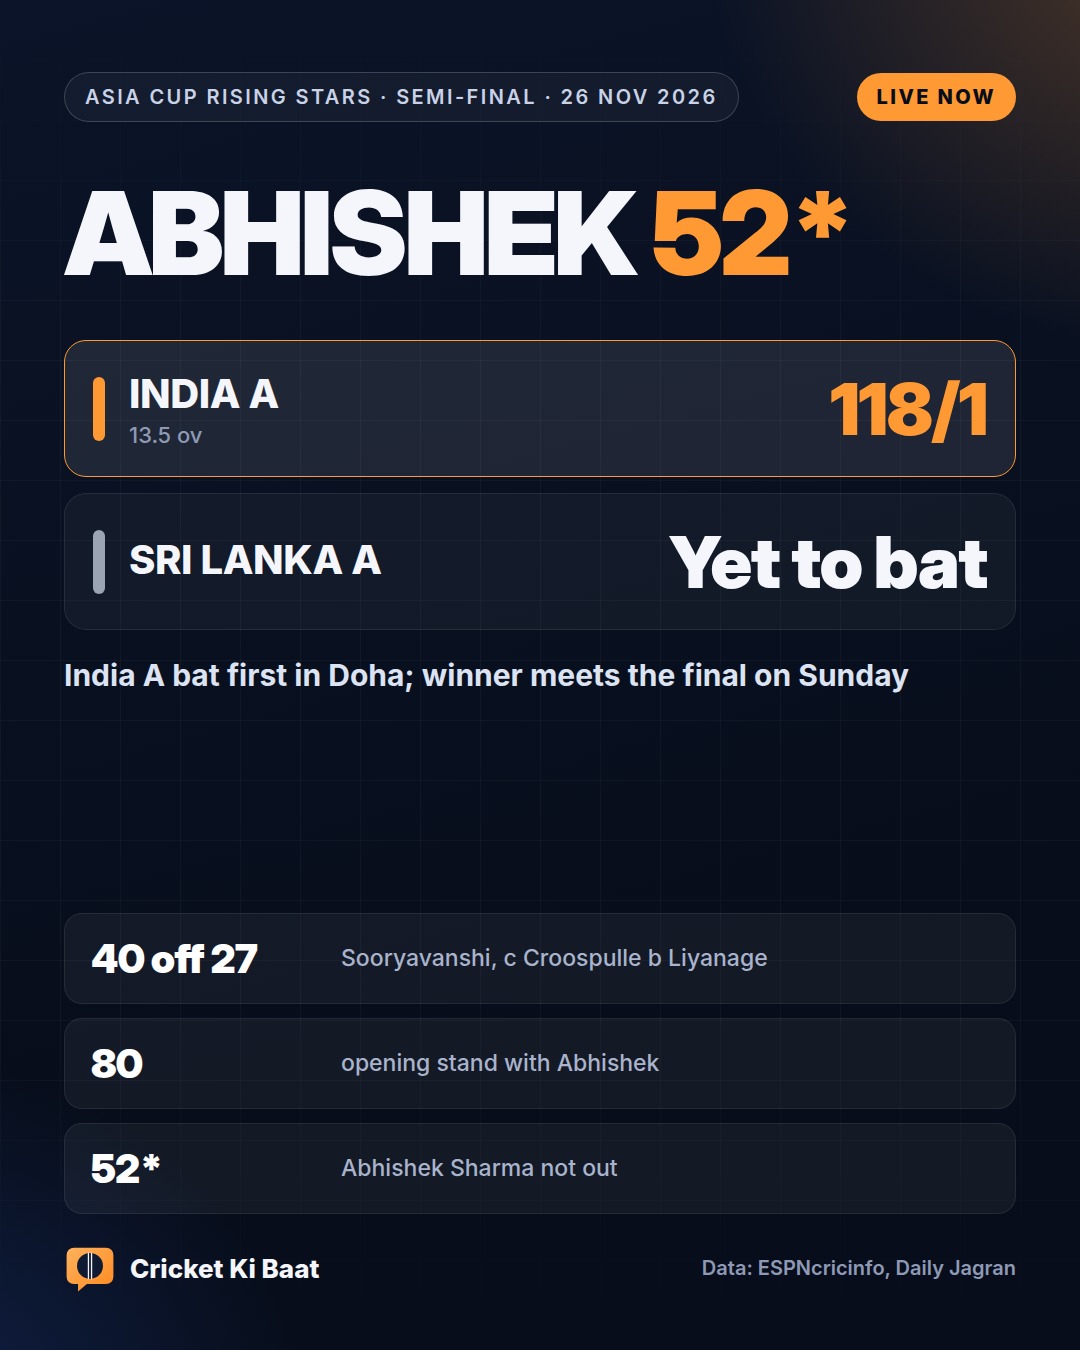 ASIA CUP RISING STARS · SEMI-FINAL · 26 NOV 2026
LIVE NOW
ABHISHEK 52*
INDIA A
13.5 ov
118/1
SRI LANKA A
Yet to bat
India A bat first in Doha; winner meets the final on Sunday
40 off 27
Sooryavanshi, c Croospulle b Liyanage
80
opening stand with Abhishek
52*
Abhishek Sharma not out
Cricket Ki Baat
Data: ESPNcricinfo, Daily Jagran